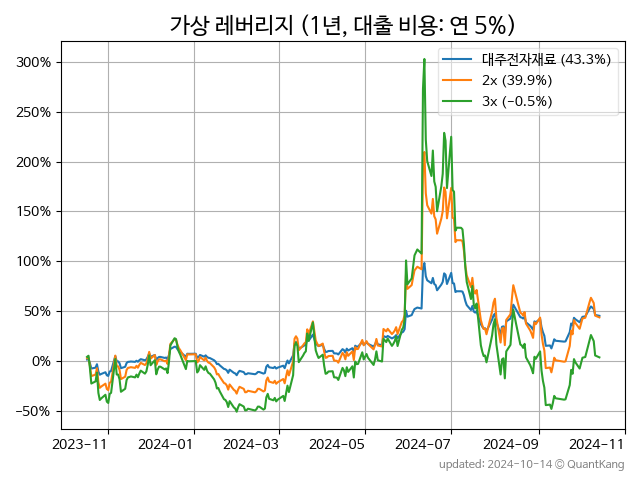 가상 레버리지 (1년, 대출 비용: 연 5%)
대주전자재료 (43.3%)
2x (39.9%)
3x (-0.5%)
300%
250%
200%
150%
100%
50%
0%
−50%
2023-11 2024-01 2024-03 2024-05 2024-07 2024-09 2024-11
updated: 2024-10-14 © QuantKang